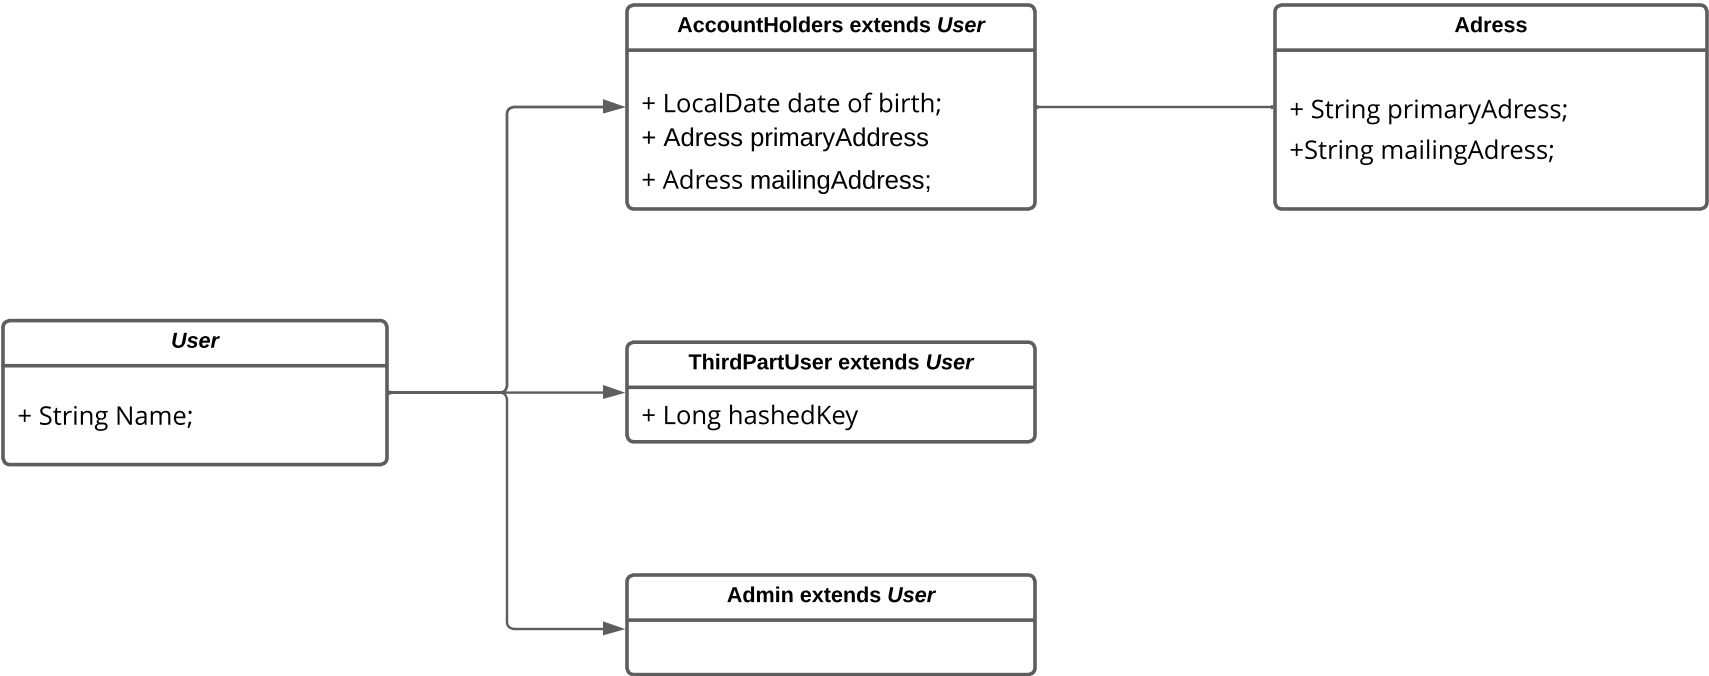 AccountHolders extends User
+ LocalDate date of birth;
+ Adress primaryAddress
+ Adress mailingAddress;
Adress
+ String primaryAdress;
+String mailingAdress;
User
+ String Name;
ThirdPartUser extends User
+ Long hashedKey
Admin extends User